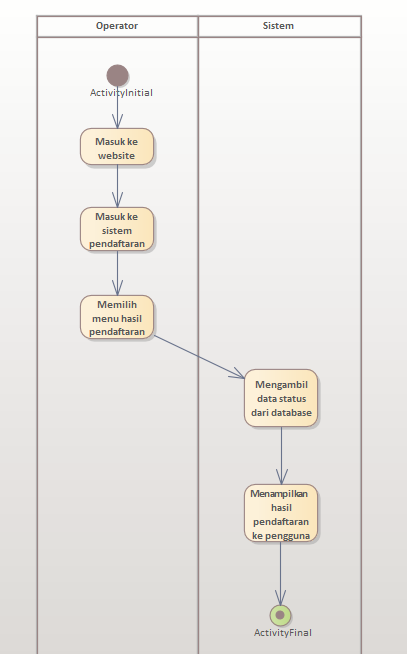 Operator
Sistem
ActivityInitial
Masuk ke
website
Masuk ke
sistem
pendaftaran
Memilih
menu hasil
pendaftaran
Mengambil
data status
dari database
Menampilkan
hasil
pendaftaran
ke pengguna
ActivityFinal